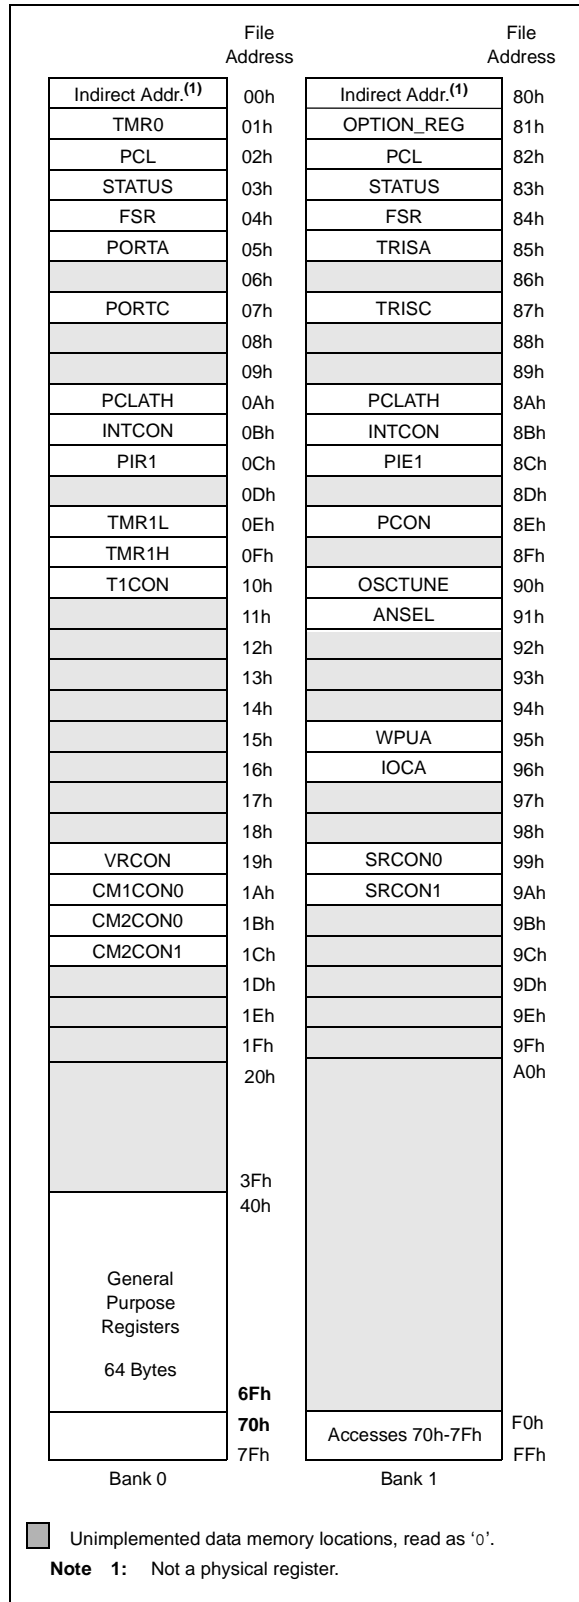 File Address File Address
Indirect Addr.(1) 00h Indirect Addr.(1) 80h
TMR0 01h OPTION_REG 81h
PCL 02h PCL 82h
STATUS 03h STATUS 83h
FSR 04h FSR 84h
PORTA 05h TRISA 85h
06h 86h
PORTC 07h TRISC 87h
08h 88h
09h 89h
PCLATH 0Ah PCLATH 8Ah
INTCON 0Bh INTCON 8Bh
PIR1 0Ch PIE1 8Ch
0Dh 8Dh
TMR1L 0Eh PCON 8Eh
TMR1H 0Fh 8Fh
T1CON 10h OSCTUNE 90h
11h ANSEL 91h
12h 92h
13h 93h
14h 94h
15h WPUA 95h
16h IOCA 96h
17h 97h
18h 98h
VRCON 19h SRCON0 99h
CM1CON0 1Ah SRCON1 9Ah
CM2CON0 1Bh 9Bh
CM2CON1 1Ch 9Ch
1Dh 9Dh
1Eh 9Eh
1Fh 9Fh
20h A0h
3Fh
40h
General
Purpose
Registers
64 Bytes
6Fh
70h Accesses 70h-7Fh F0h
7Fh FFh
Bank 0 Bank 1
Unimplemented data memory locations, read as ‘0’.
Note 1: Not a physical register.